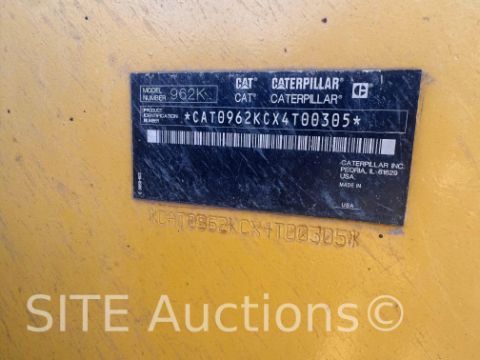 MODEL NUMBER 962K CAT® CATERPILLAR®
CAT® CATERPILLAR®
PRODUCT IDENTIFICATION NUMBER *CAT0962KCX4T00305*
CATERPILLAR INC.
PEORIA, IL 61629
USA
MADE IN
USA
*CAT0962KCX4T00305*
SITE Auctions©